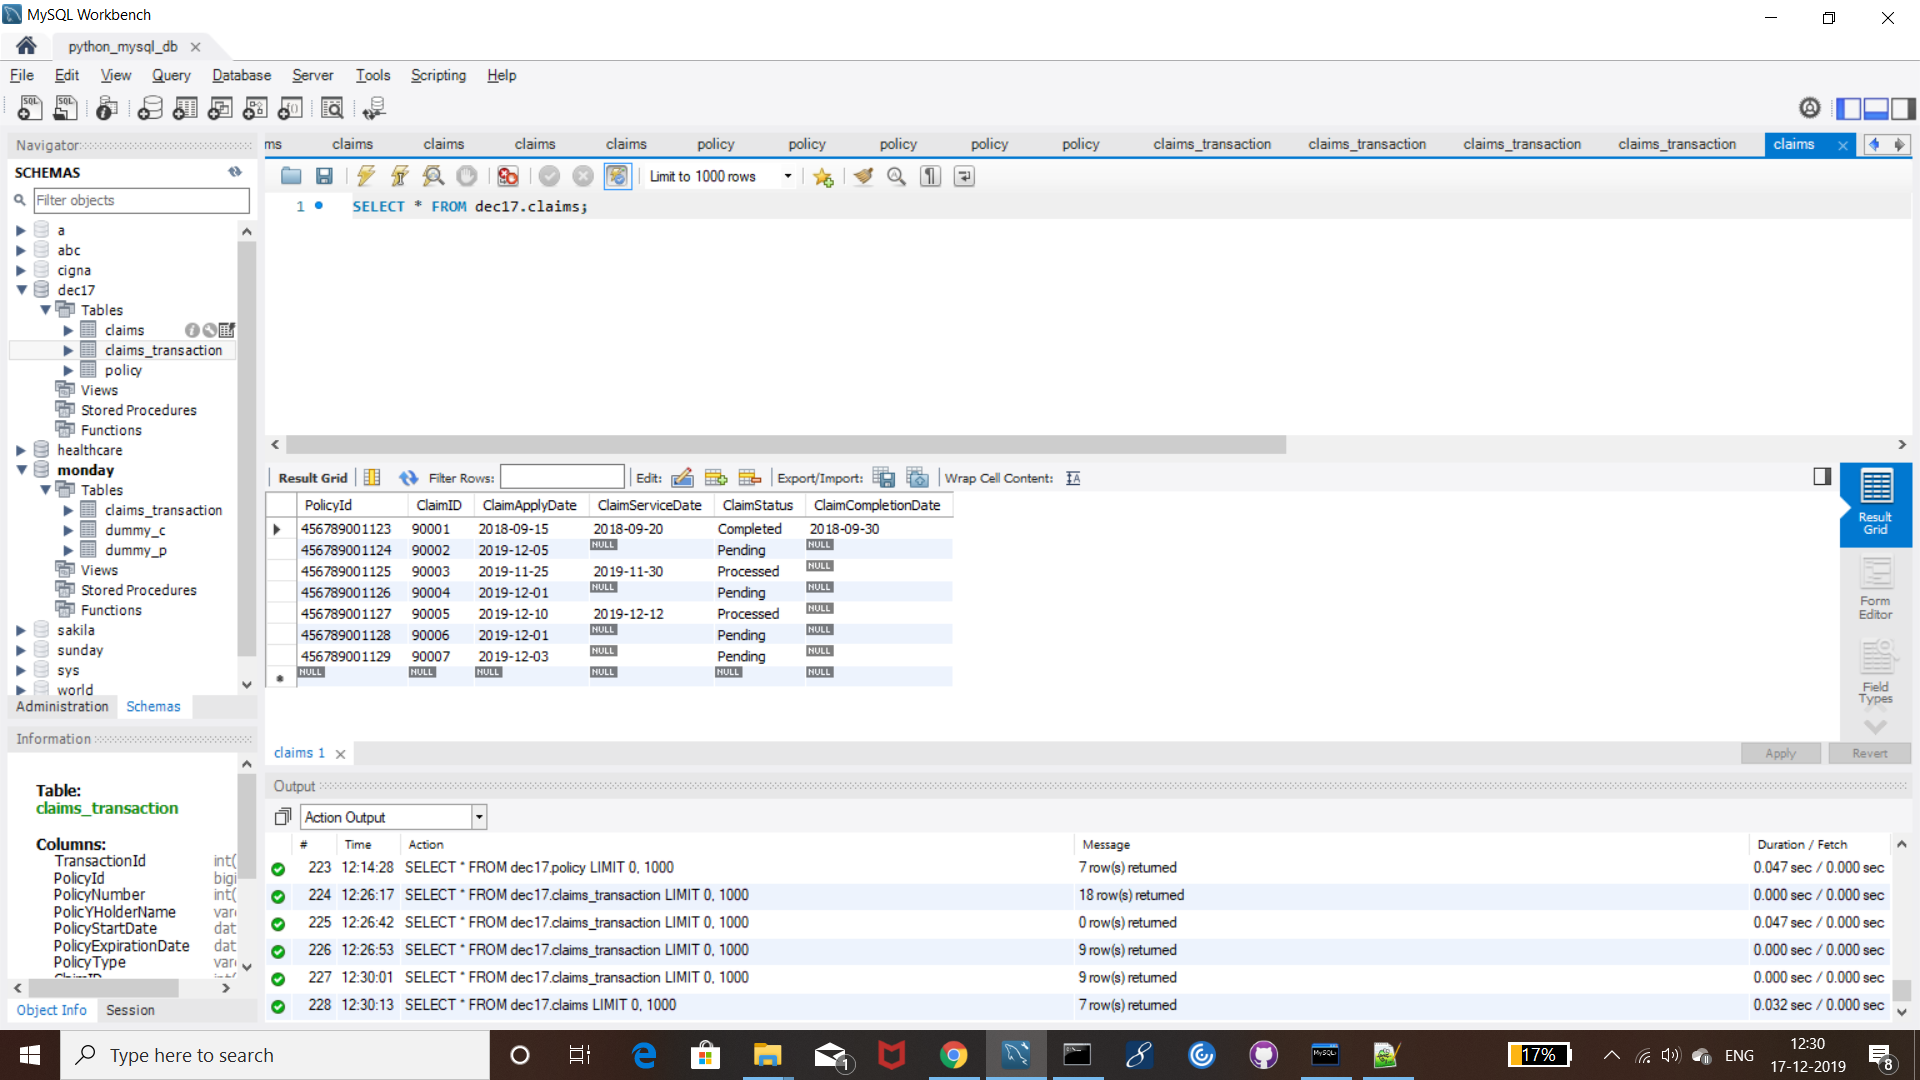 MySQL Workbench
python_mysql_db
File Edit View Query Database Server Tools Scripting Help
Navigator
ms claims claims claims claims policy policy policy policy policy claims_transaction claims_transaction claims_transaction claims_transaction claims
SCHEMAS
Filter objects
Limit to 1000 rows
1 SELECT * FROM dec17.claims;
a
abc
cigna
dec17
Tables
claims
claims_transaction
policy
Views
Stored Procedures
Functions
healthcare
monday
Tables
claims_transaction
dummy_c
dummy_p
Views
Stored Procedures
Functions
sakila
sunday
sys
world
Administration Schemas
Result Grid Filter Rows: Edit: Export/Import: Wrap Cell Content:
PolicyId ClaimID ClaimApplyDate ClaimServiceDate ClaimStatus ClaimCompletionDate
456789001123 90001 2018-09-15 2018-09-20 Completed 2018-09-30
456789001124 90002 2019-12-05 NULL Pending NULL
456789001125 90003 2019-11-25 2019-11-30 Processed NULL
456789001126 90004 2019-12-01 NULL Pending NULL
456789001127 90005 2019-12-10 2019-12-12 Processed NULL
456789001128 90006 2019-12-01 NULL Pending NULL
456789001129 90007 2019-12-03 NULL Pending NULL
NULL NULL NULL NULL NULL NULL
Result
Grid
Form
Editor
Field
Types
claims 1
Apply Revert
Information
Table:
claims_transaction
Columns:
TransactionId int(
PolicyId bigi
PolicyNumber int(
PolicYHolderName varc
PolicyStartDate dat
PolicyExpirationDate dat
PolicyType varc
Object Info Session
Output
Action Output
# Time Action Message Duration / Fetch
223 12:14:28 SELECT * FROM dec17.policy LIMIT 0, 1000 7 row(s) returned 0.047 sec / 0.000 sec
224 12:26:17 SELECT * FROM dec17.claims_transaction LIMIT 0, 1000 18 row(s) returned 0.000 sec / 0.000 sec
225 12:26:42 SELECT * FROM dec17.claims_transaction LIMIT 0, 1000 0 row(s) returned 0.047 sec / 0.000 sec
226 12:26:53 SELECT * FROM dec17.claims_transaction LIMIT 0, 1000 9 row(s) returned 0.000 sec / 0.000 sec
227 12:30:01 SELECT * FROM dec17.claims_transaction LIMIT 0, 1000 9 row(s) returned 0.000 sec / 0.000 sec
228 12:30:13 SELECT * FROM dec17.claims LIMIT 0, 1000 7 row(s) returned 0.032 sec / 0.000 sec
Type here to search
1
17%
ENG
12:30
17-12-2019
8